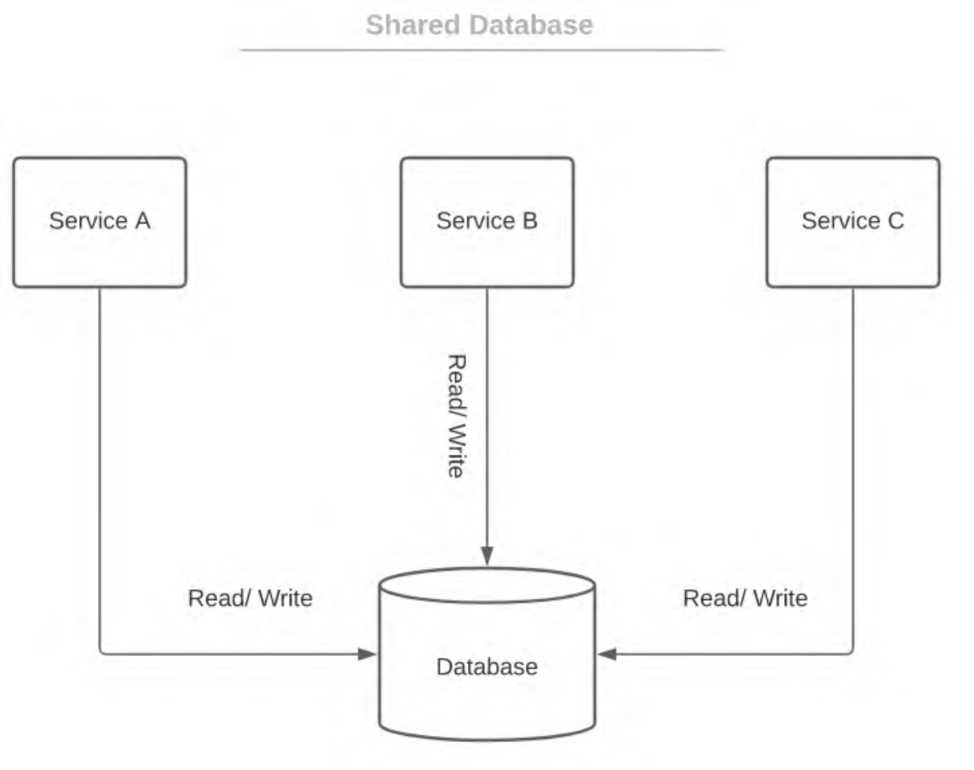 Shared Database
Service A
Service B
Service C
Read/ Write
Read/ Write
Read/ Write
Database